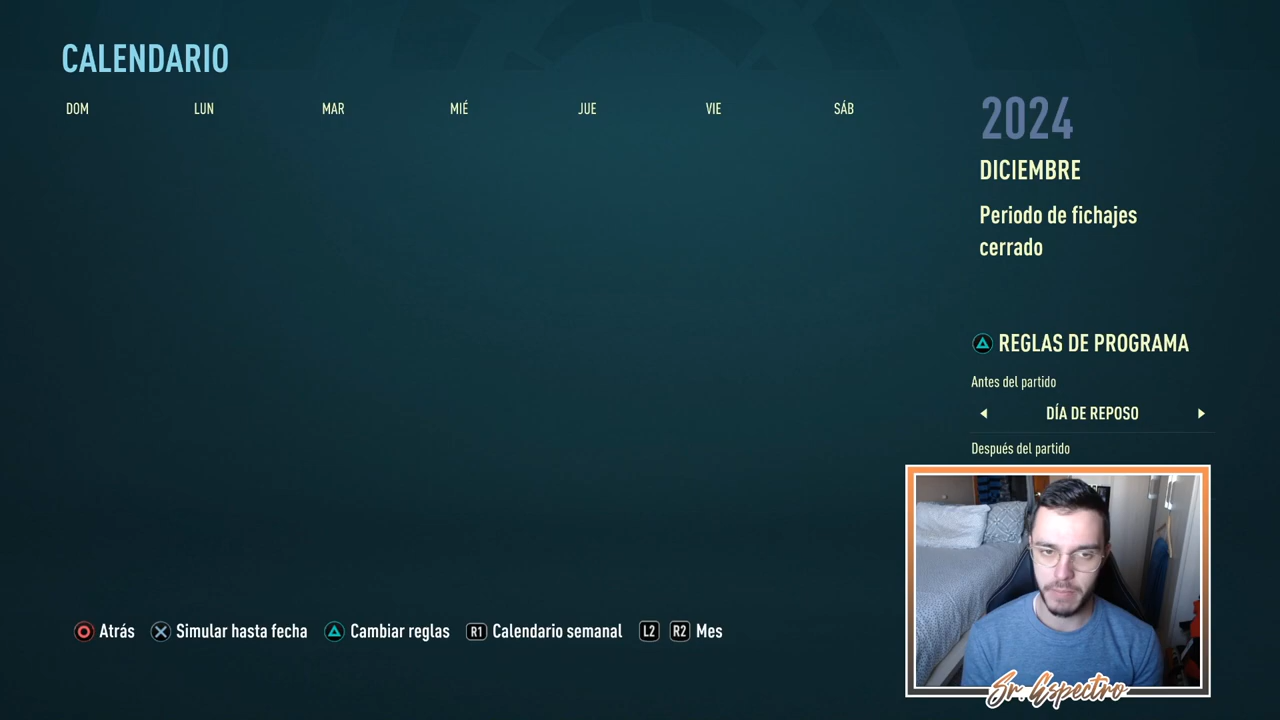 CALENDARIO
DOM LUN MAR MIÉ JUE VIE SÁB
2024
DICIEMBRE
Periodo de fichajes
cerrado
REGLAS DE PROGRAMA
Antes del partido
DÍA DE REPOSO
Después del partido
Atrás Simular hasta fecha Cambiar reglas R1 Calendario semanal L2 R2 Mes
Sr. Espectro